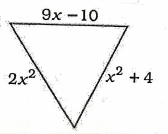 9x – 10
2x²
x² + 4